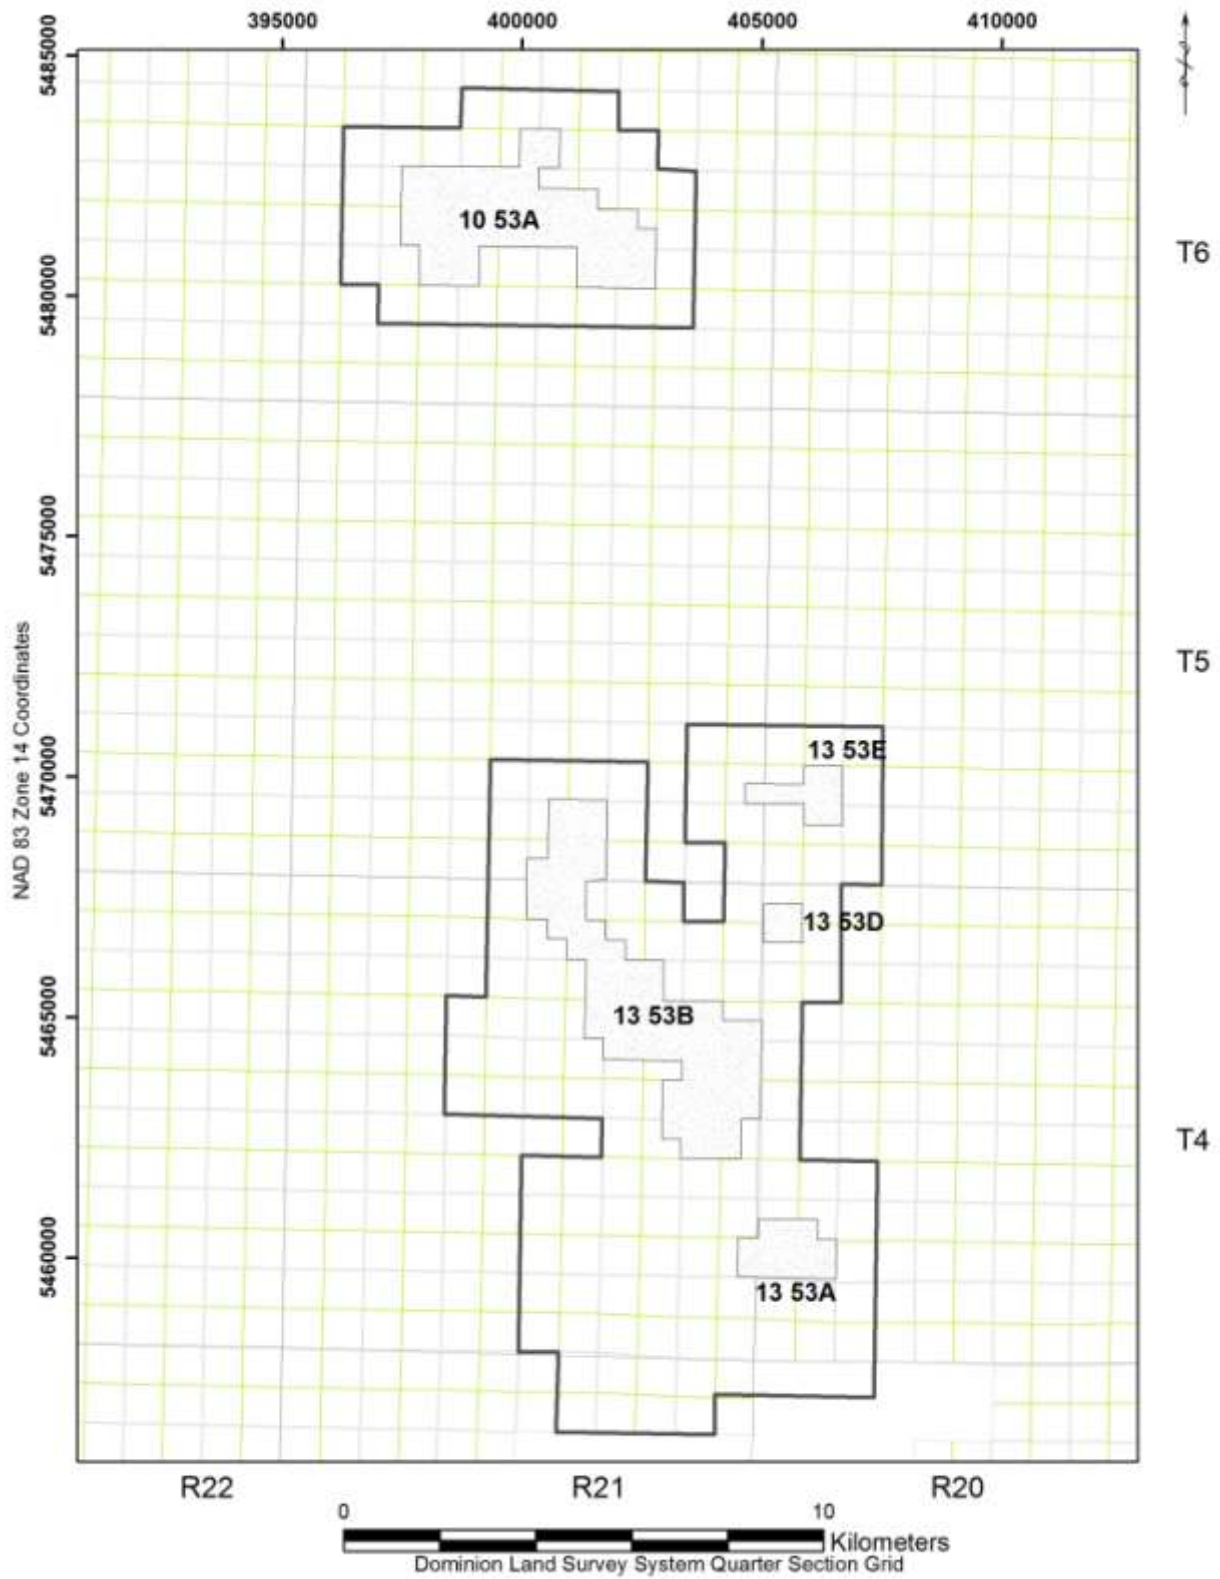 395000 400000 405000 410000
5485000
10 53A
T6
5480000
5475000
NAD 83 Zone 14 Coordinates
T5
5470000
13 53E
13 53D
5465000
13 53B
T4
5460000
13 53A
R22 R21 R20
0 10
Kilometers
Dominion Land Survey System Quarter Section Grid